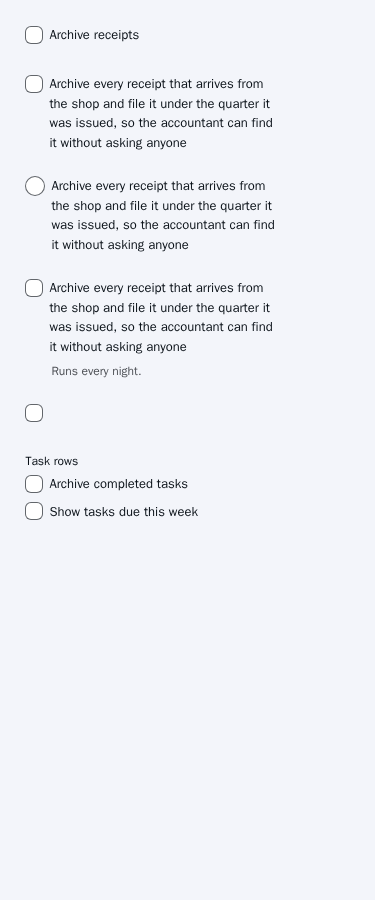 Archive receipts
Archive every receipt that arrives from
the shop and file it under the quarter it
was issued, so the accountant can find
it without asking anyone
Archive every receipt that arrives from
the shop and file it under the quarter it
was issued, so the accountant can find
it without asking anyone
Archive every receipt that arrives from
the shop and file it under the quarter it
was issued, so the accountant can find
it without asking anyone
Runs every night.
Task rows
Archive completed tasks
Show tasks due this week